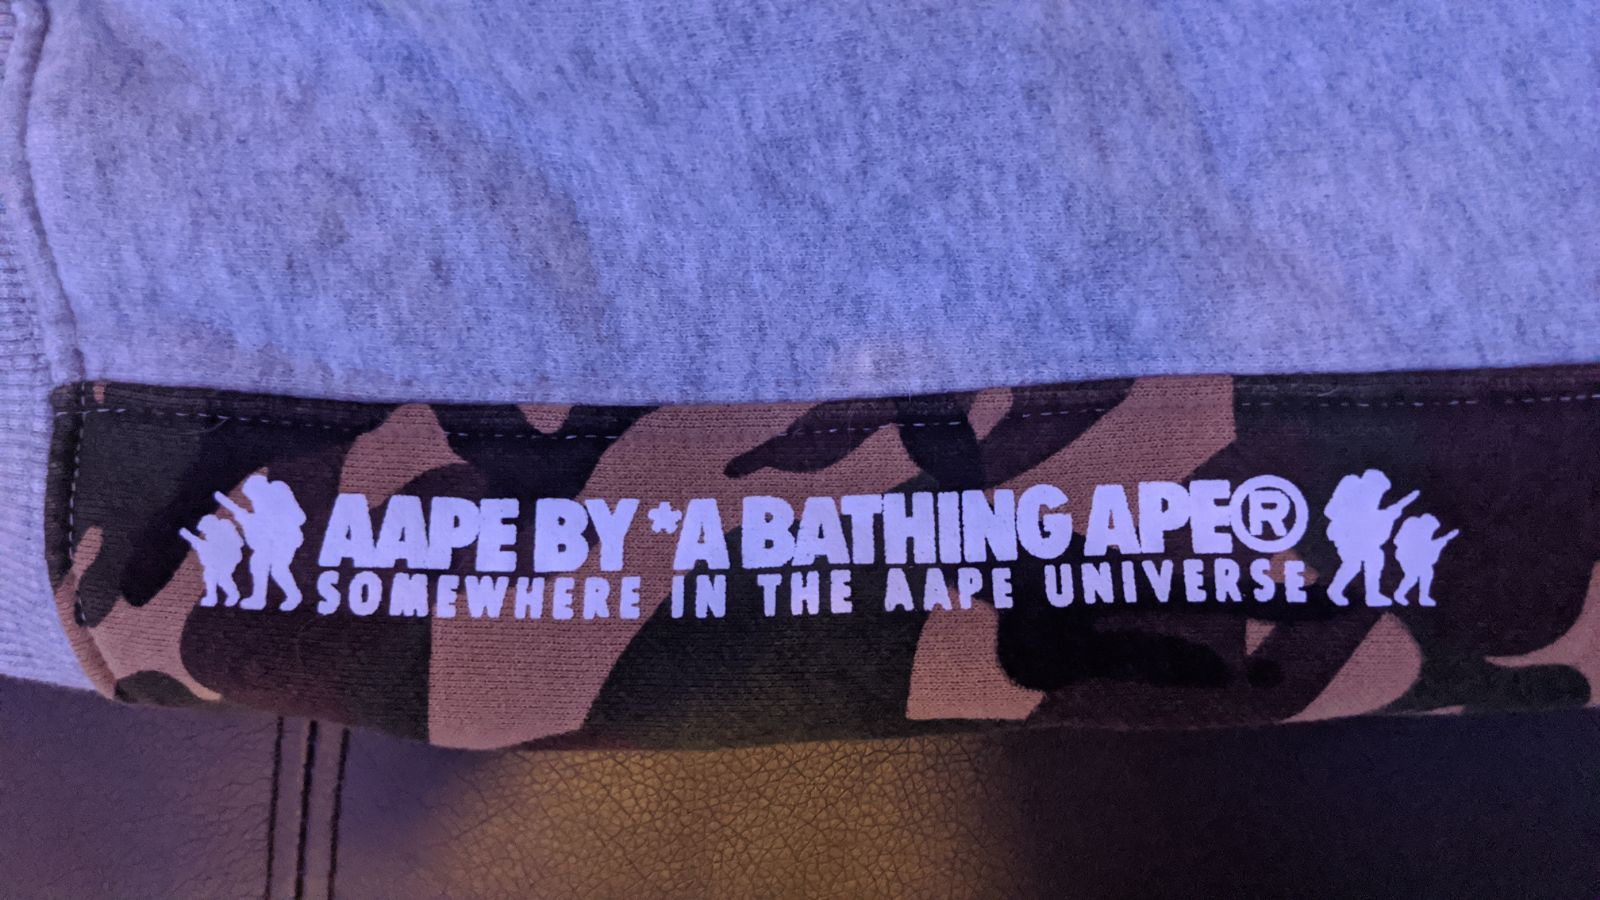 AAPE BY *A BATHING APE®
SOMEWHERE IN THE AAPE UNIVERSE